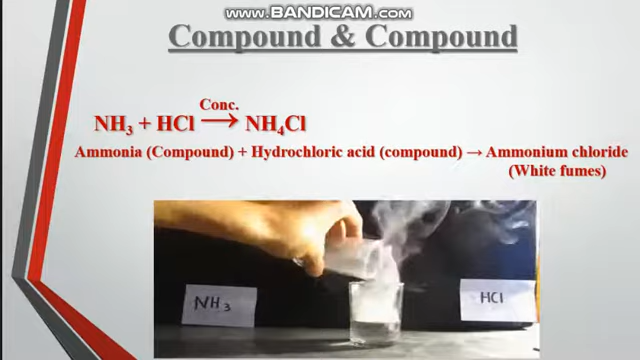 www.BANDICAM.com
Compound & Compound
Conc.
NH₃ + HCl ⟶ NH₄Cl
Ammonia (Compound) + Hydrochloric acid (compound) → Ammonium chloride
(White fumes)
NH₃
HCl